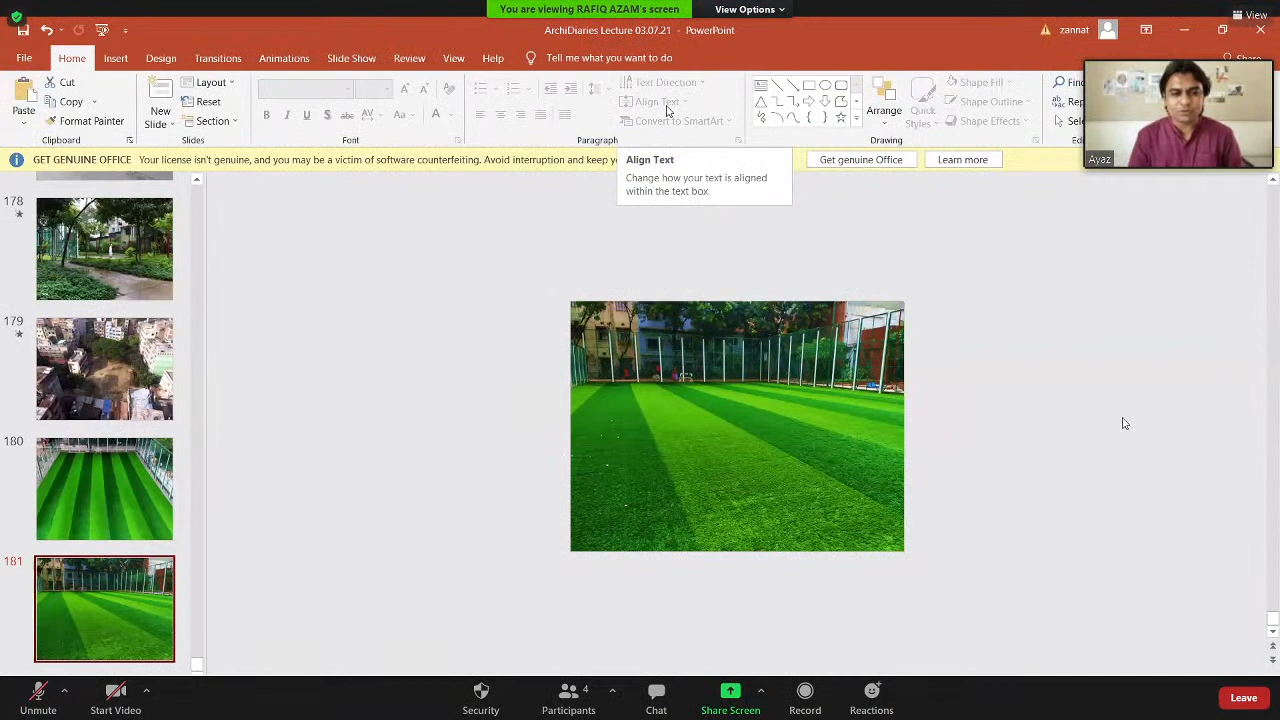 You are viewing RAFIQ AZAM's screen
View Options
View
ArchiDiaries Lecture 03.07.21 - PowerPoint
zannat
File
Home
Insert
Design
Transitions
Animations
Slide Show
Review
View
Help
Tell me what you want to do
Share
Paste
Cut
Copy
Format Painter
Clipboard
New
Slide
Layout
Reset
Section
Slides
Font
Text Direction
Align Text
Convert to SmartArt
Paragraph
Arrange
Quick
Styles
Shape Fill
Shape Outline
Shape Effects
Drawing
Ayaz
GET GENUINE OFFICE
Your license isn't genuine, and you may be a victim of software counterfeiting. Avoid interruption and keep
Get genuine Office
Learn more
Align Text
Change how your text is aligned
within the text box.
178
179
180
181
Unmute
Start Video
Security
4
Participants
Chat
Share Screen
Record
Reactions
Leave